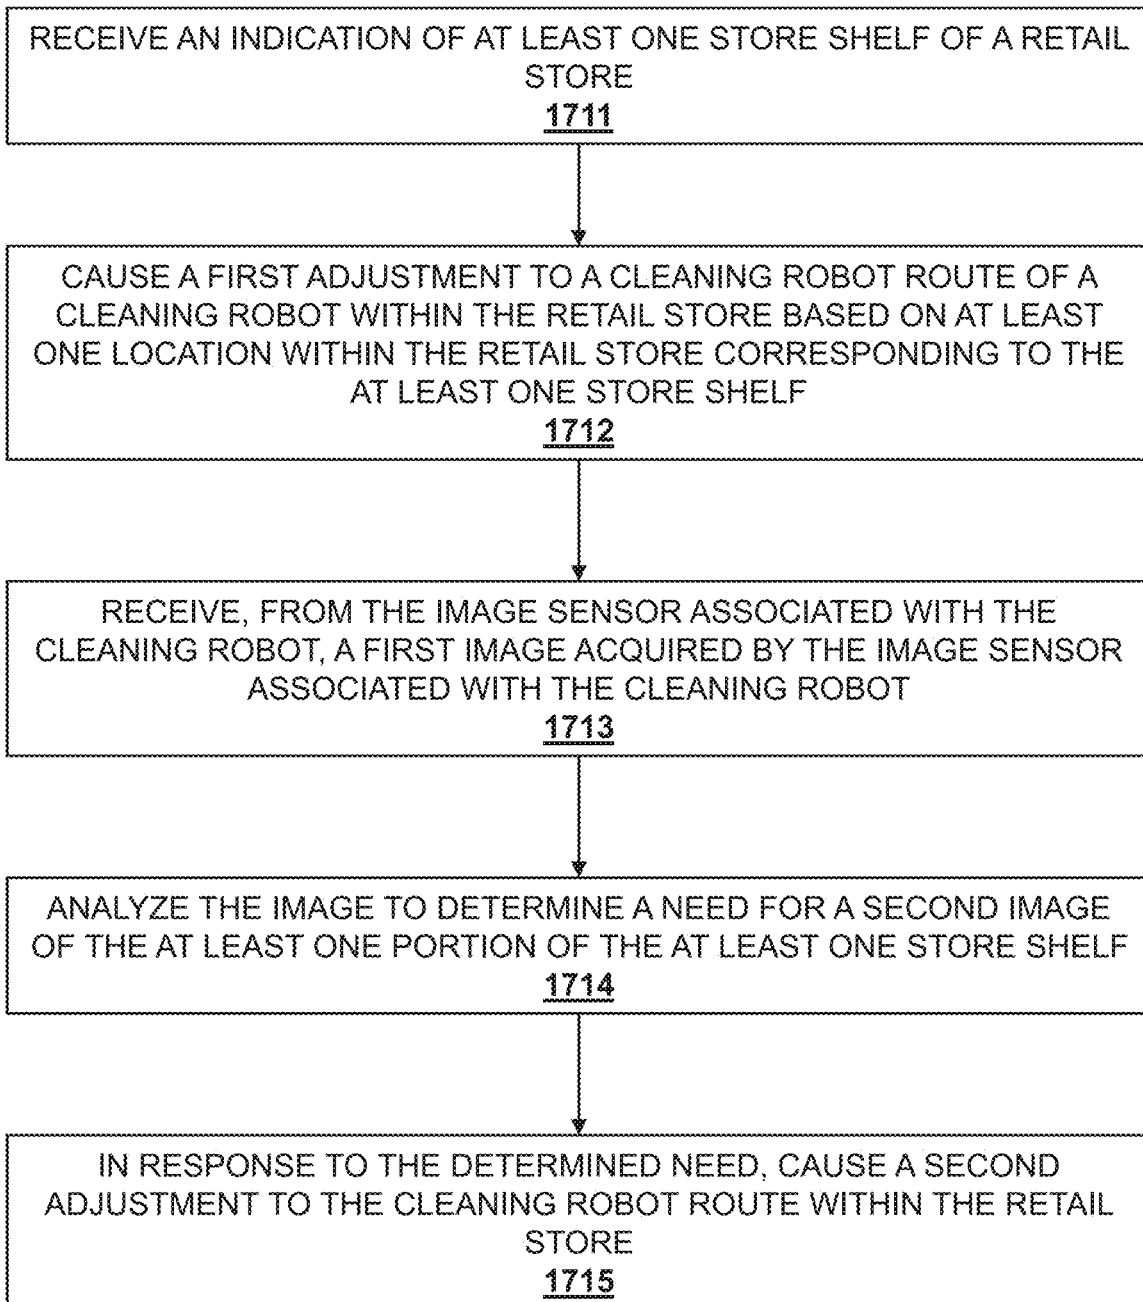 RECEIVE AN INDICATION OF AT LEAST ONE STORE SHELF OF A RETAIL
STORE
1711
CAUSE A FIRST ADJUSTMENT TO A CLEANING ROBOT ROUTE OF A
CLEANING ROBOT WITHIN THE RETAIL STORE BASED ON AT LEAST
ONE LOCATION WITHIN THE RETAIL STORE CORRESPONDING TO THE
AT LEAST ONE STORE SHELF
1712
RECEIVE, FROM THE IMAGE SENSOR ASSOCIATED WITH THE
CLEANING ROBOT, A FIRST IMAGE ACQUIRED BY THE IMAGE SENSOR
ASSOCIATED WITH THE CLEANING ROBOT
1713
ANALYZE THE IMAGE TO DETERMINE A NEED FOR A SECOND IMAGE
OF THE AT LEAST ONE PORTION OF THE AT LEAST ONE STORE SHELF
1714
IN RESPONSE TO THE DETERMINED NEED, CAUSE A SECOND
ADJUSTMENT TO THE CLEANING ROBOT ROUTE WITHIN THE RETAIL
STORE
1715